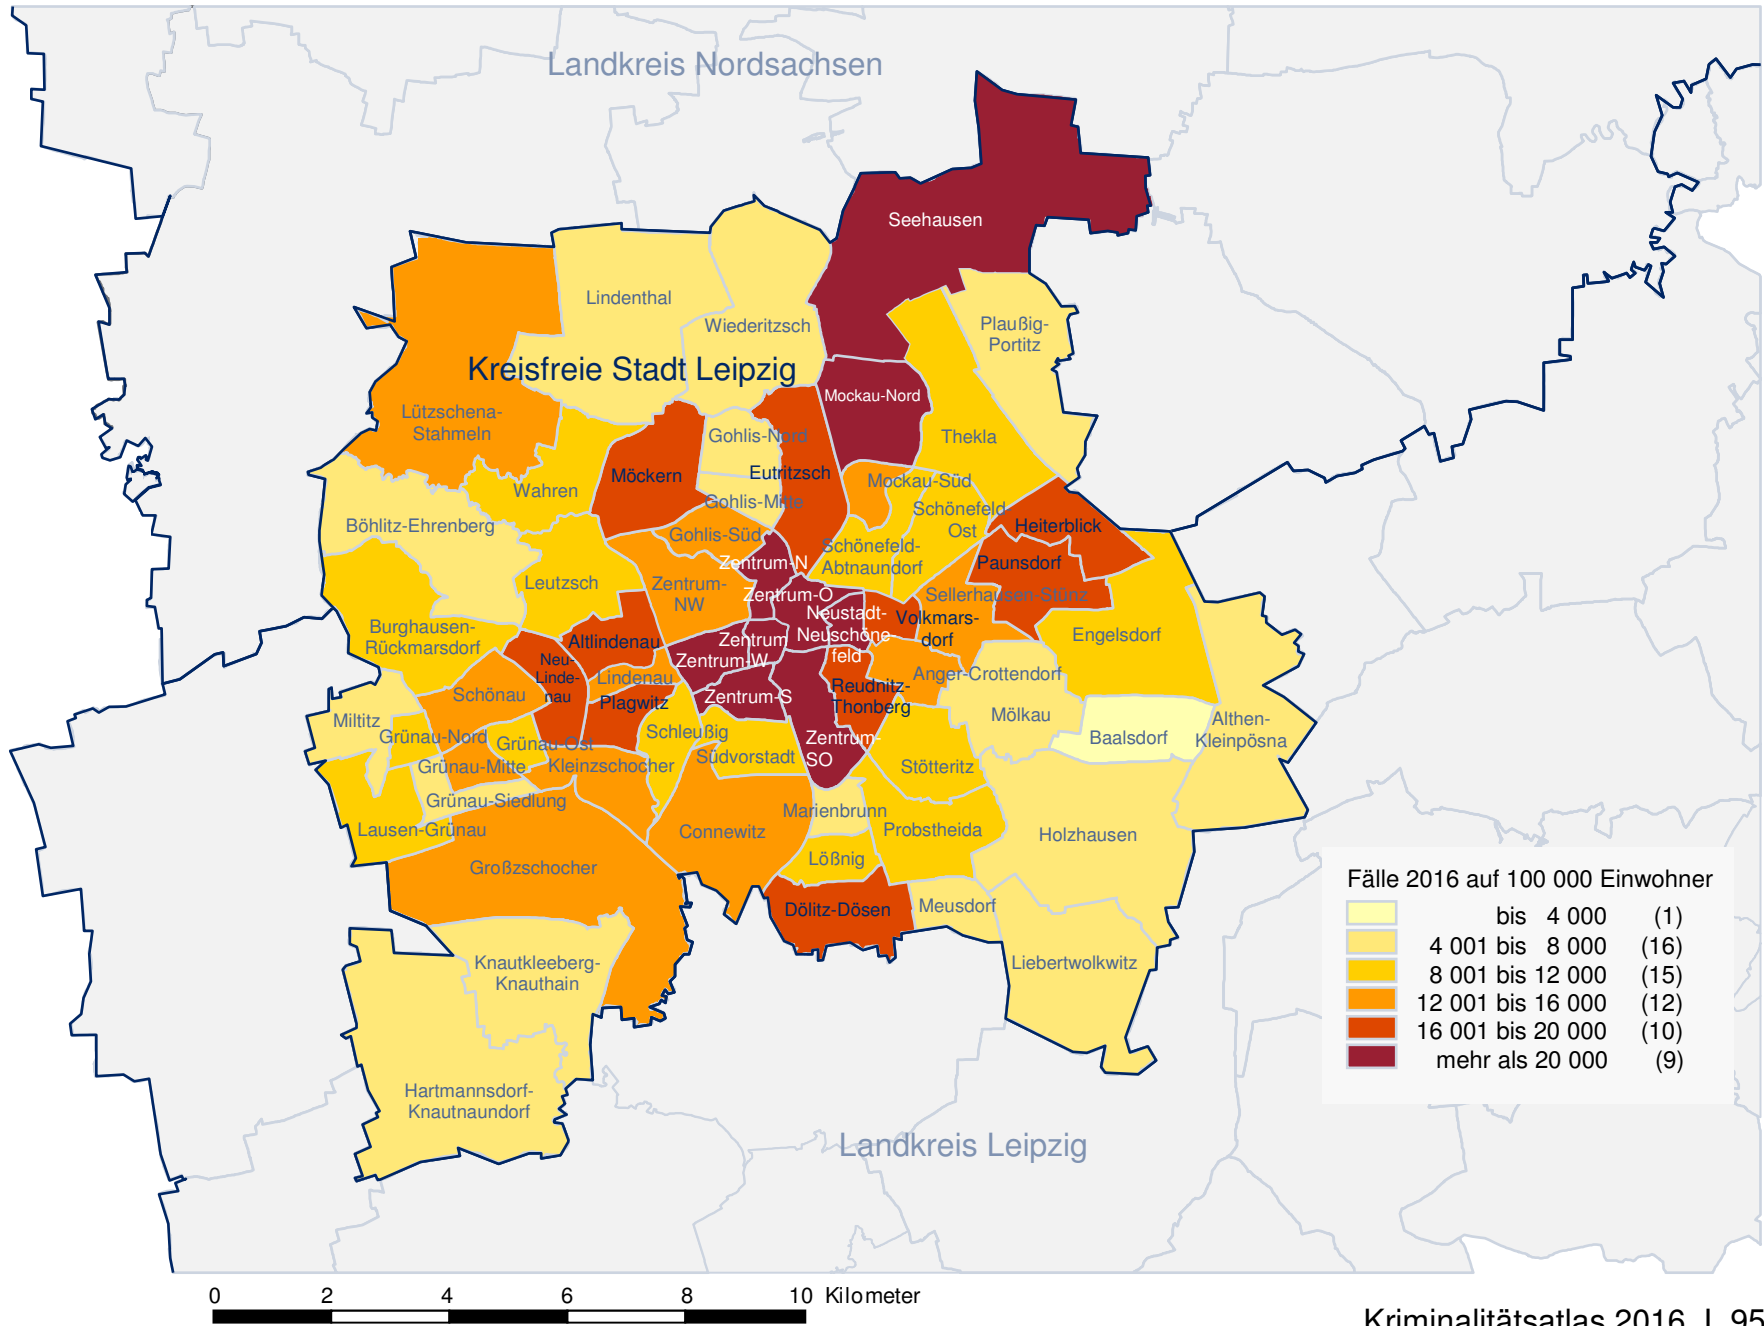 Landkreis Nordsachsen
Seehausen
Lindenthal
Wiederitzsch
Plaußig-
Portitz
Kreisfreie Stadt Leipzig
Mockau-Nord
Lützschena-
Stahmeln
Gohlis-Nord
Thekla
Möckern
Eutritzsch
Mockau-Süd
Wahren
Gohlis-Mitte
Schönefeld
Ost
Böhlitz-Ehrenberg
Heiterblick
Gohlis-Süd
Schönefeld-
Abtnaundorf
Zentrum-N
Paunsdorf
Leutzsch
Zentrum-
NW
Zentrum-O
Sellerhausen-Stünz
Neustadt-
Neuschöne-
feld
Volkmars-
dorf
Burghausen-
Rückmarsdorf
Altlindenau
Zentrum
Engelsdorf
Zentrum-W
Neu-
Linde-
nau
Lindenau
Anger-Crottendorf
Schönau
Plagwitz
Zentrum-S
Reudnitz-
Thonberg
Mölkau
Althen-
Kleinpösna
Miltitz
Grünau-Nord
Grünau-Ost
Schleußig
Zentrum-
SO
Baalsdorf
Grünau-Mitte
Kleinzschocher
Südvorstadt
Stötteritz
Grünau-Siedlung
Marienbrunn
Lausen-Grünau
Connewitz
Probstheida
Holzhausen
Lößnig
Großzschocher
Dölitz-Dösen
Meusdorf
Knautkleeberg-
Knauthain
Liebertwolkwitz
Hartmannsdorf-
Knautnaundorf
Landkreis Leipzig
Fälle 2016 auf 100 000 Einwohner
bis 4 000 (1)
4 001 bis 8 000 (16)
8 001 bis 12 000 (15)
12 001 bis 16 000 (12)
16 001 bis 20 000 (10)
mehr als 20 000 (9)
0 2 4 6 8 10 Kilometer
Kriminalitätsatlas 2016 | 95